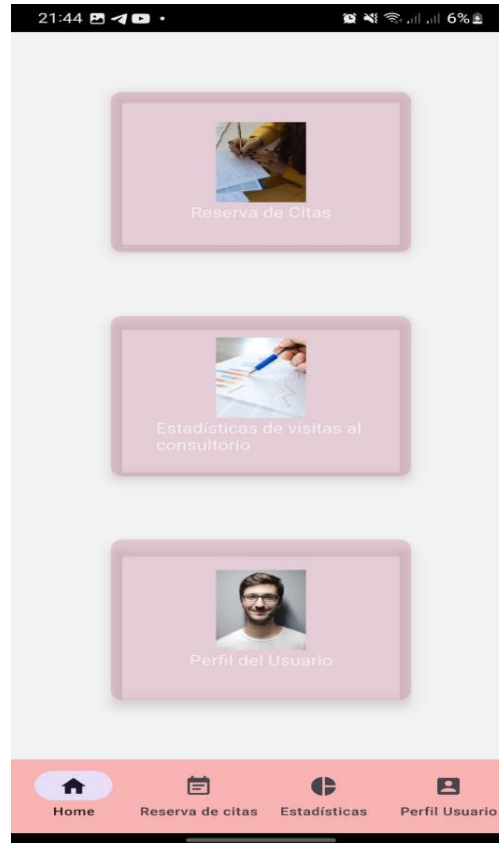 21:44
6%
Reserva de Citas
Estadísticas de visitas al
consultorio
Perfil del Usuario
Home
Reserva de citas
Estadísticas
Perfil Usuario